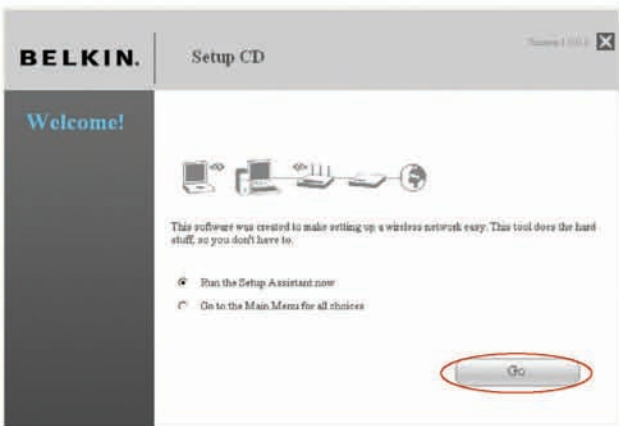 BELKIN.
Setup CD
Welcome!
This software was created to make setting up a wireless network easy. This tool does the hard
stuff, so you don't have to.
Run the Setup Assistant now
Go to the Main Menu for all choices
Go